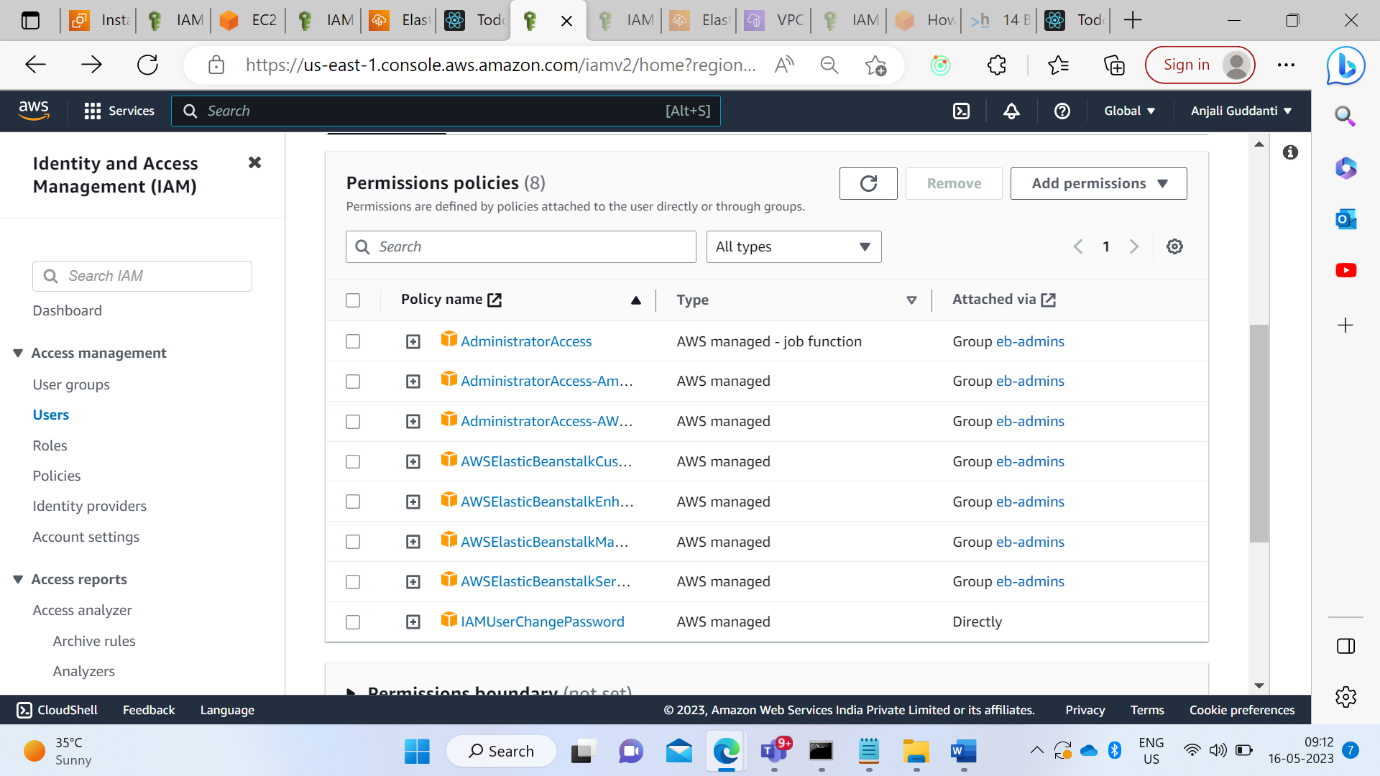 Insta
IAM
EC2
IAM
Elast
Todo
IAM
Elast
VPC
IAM
How
14 B
Tod
https://us-east-1.console.aws.amazon.com/iamv2/home?region...
Sign in
aws
Services
Search
[Alt+S]
Global
Anjali Guddanti
Identity and Access
Management (IAM)
Search IAM
Dashboard
Access management
User groups
Users
Roles
Policies
Identity providers
Account settings
Access reports
Access analyzer
Archive rules
Analyzers
Permissions policies (8)
Permissions are defined by policies attached to the user directly or through groups.
Remove
Add permissions
Search
All types
1
Policy name Type Attached via
AdministratorAccess AWS managed - job function Group eb-admins
AdministratorAccess-Am... AWS managed Group eb-admins
AdministratorAccess-AW... AWS managed Group eb-admins
AWSElasticBeanstalkCus... AWS managed Group eb-admins
AWSElasticBeanstalkEnh... AWS managed Group eb-admins
AWSElasticBeanstalkMa... AWS managed Group eb-admins
AWSElasticBeanstalkSer... AWS managed Group eb-admins
IAMUserChangePassword AWS managed Directly
Permissions boundary (not set)
CloudShell Feedback Language © 2023, Amazon Web Services India Private Limited or its affiliates. Privacy Terms Cookie preferences
35°C
Sunny
Search
9+
ENG
US
09:12
16-05-2023
7